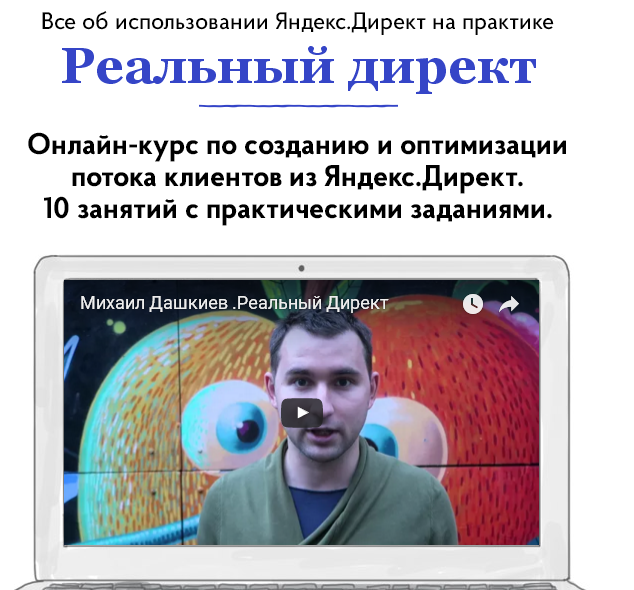 Все об использовании Яндекс.Директ на практике
Реальный директ
Онлайн-курс по созданию и оптимизации
потока клиентов из Яндекс.Директ.
10 занятий с практическими заданиями.
Михаил Дашкиев .Реальный Директ